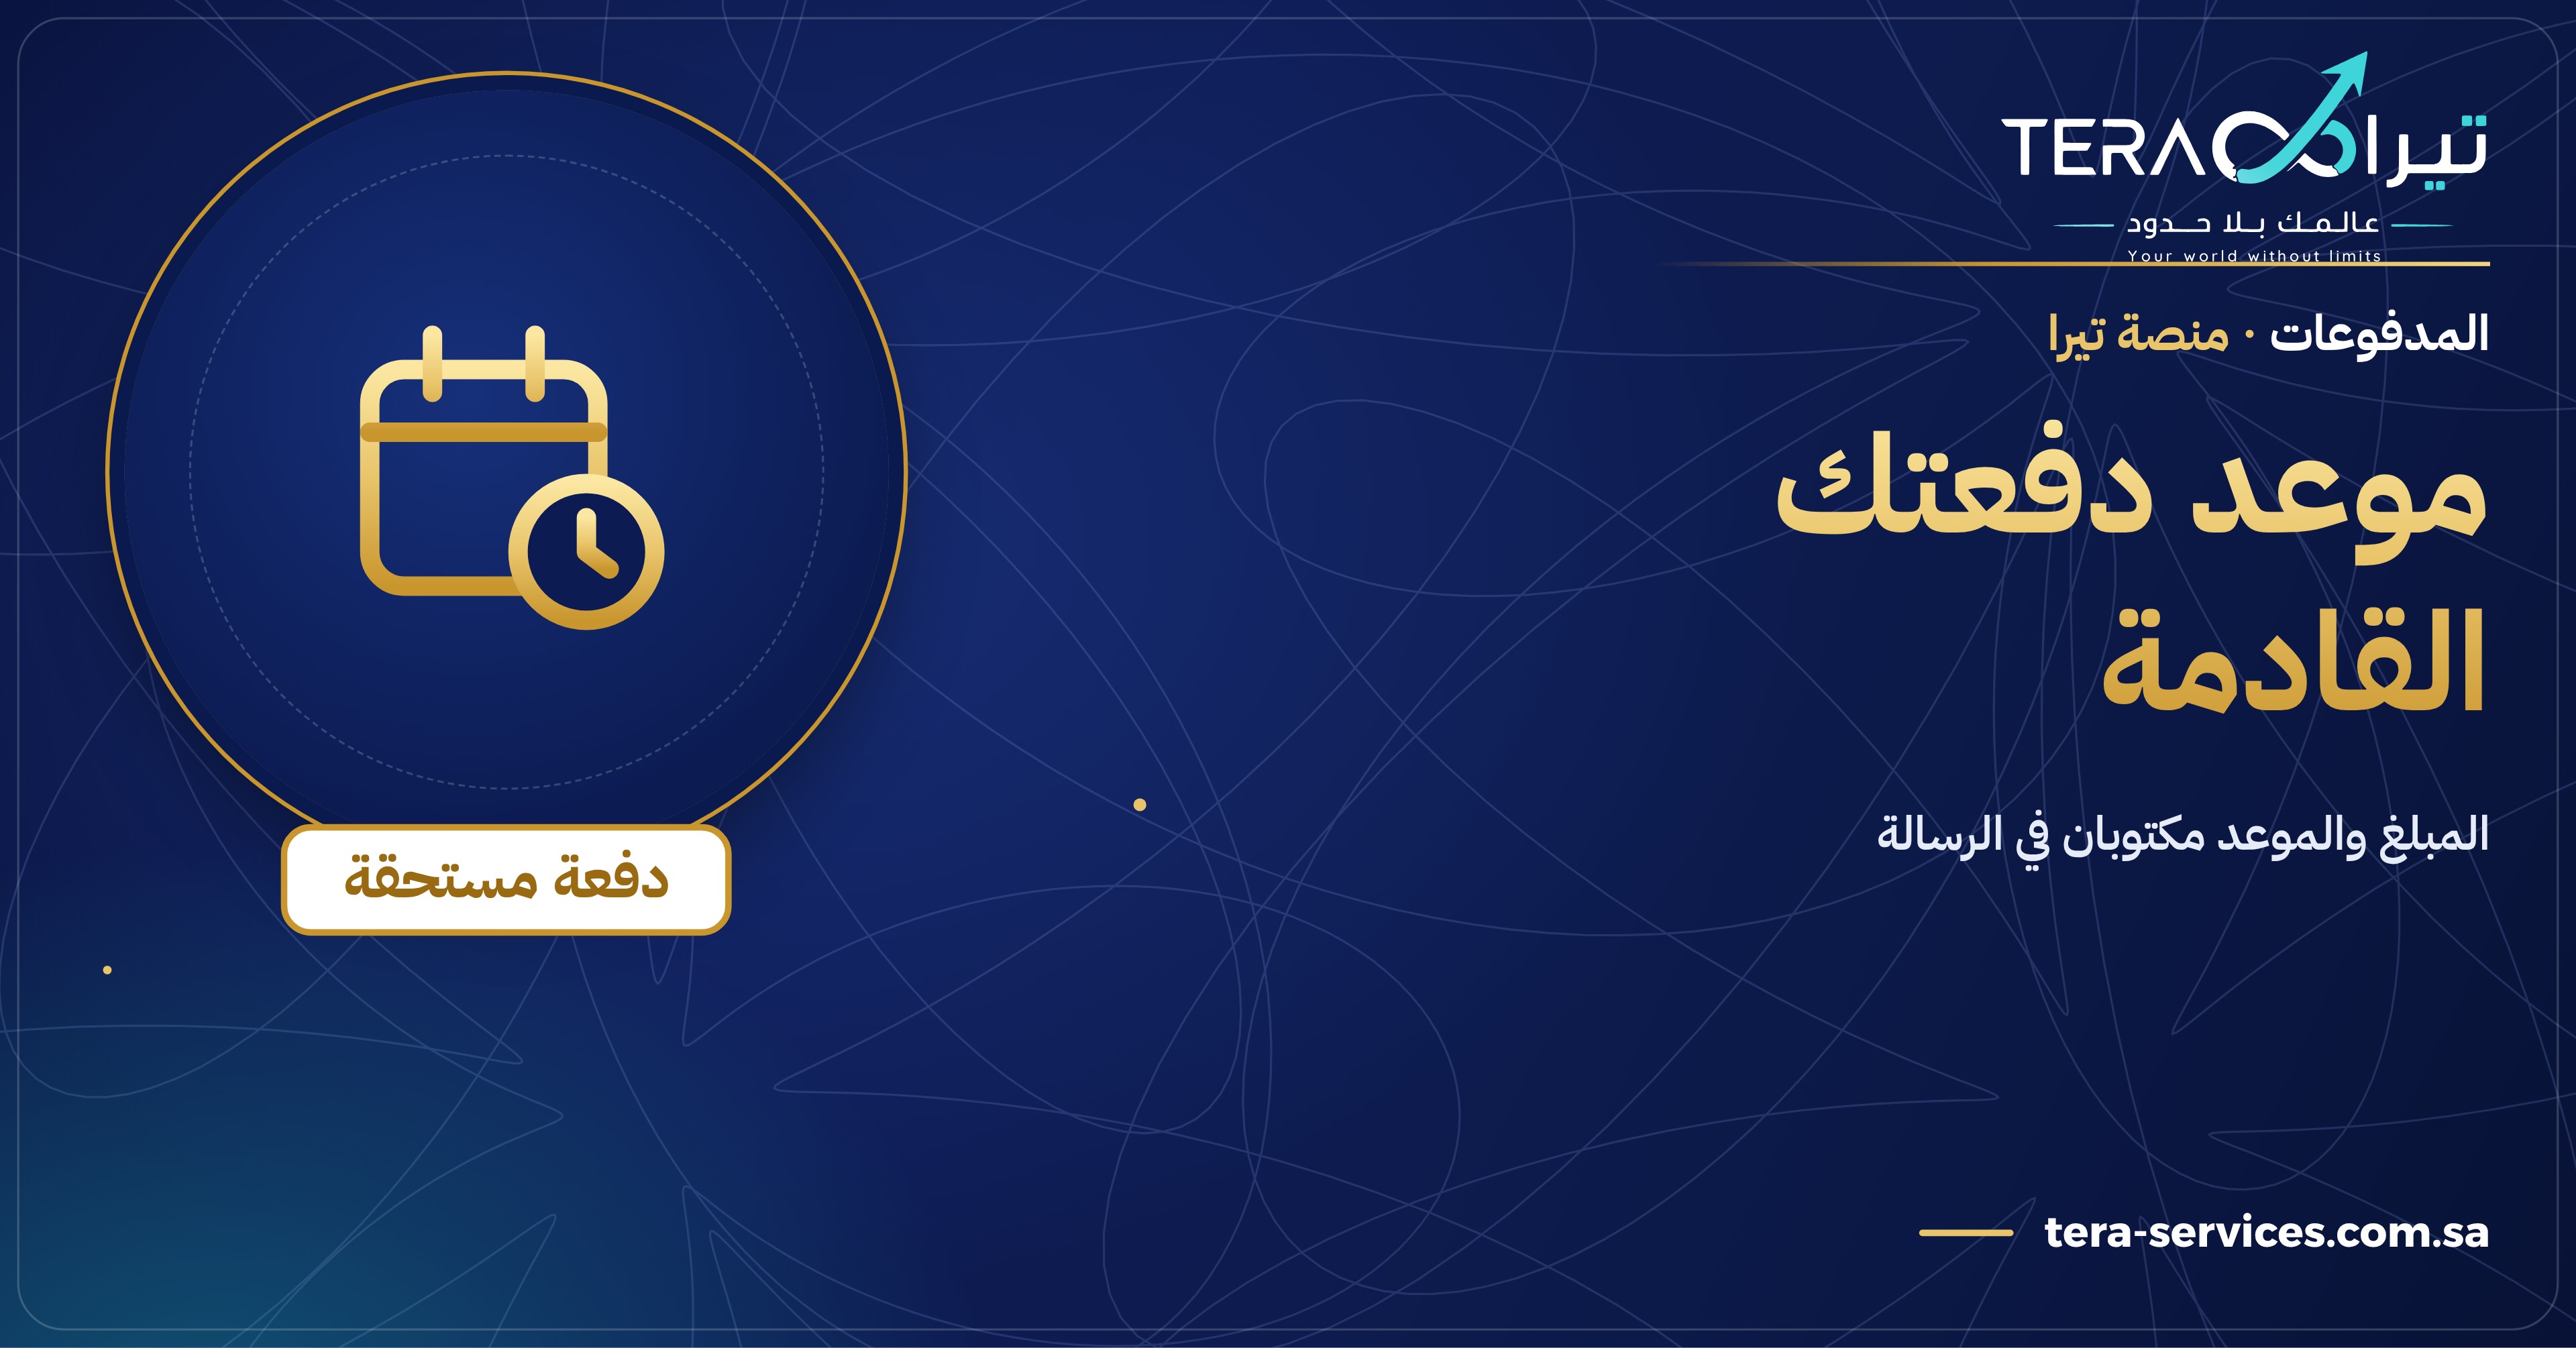 TERA تيرا
عالمك بلا حدود
Your world without limits
المدفوعات · منصة تيرا
موعد دفعتك
القادمة
المبلغ والموعد مكتوبان في الرسالة
دفعة مستحقة
tera-services.com.sa